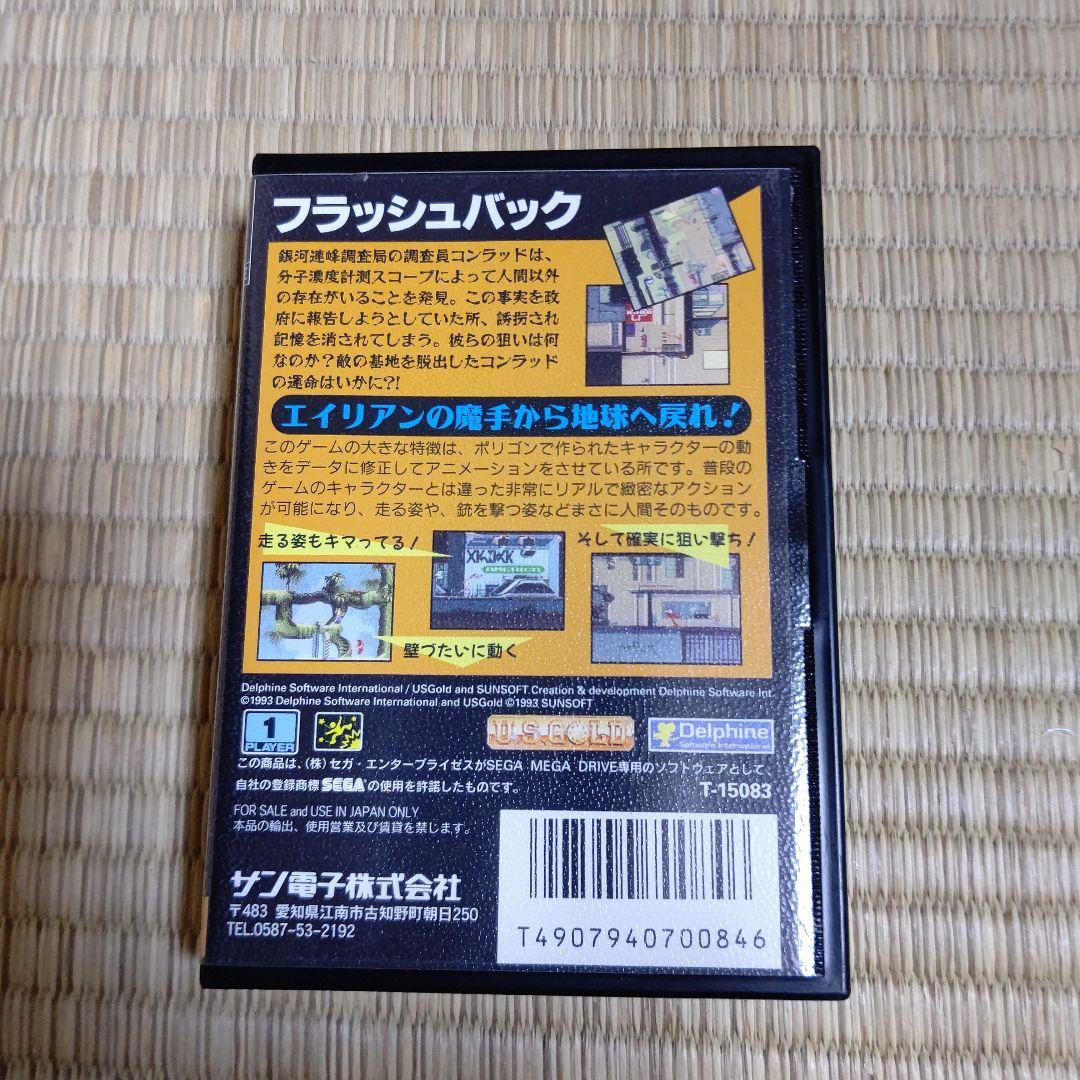 フラッシュバック
銀河連峰調査局の調査員コンラッドは、
分子濃度計測スコープによって人間以外
の存在がいることを発見。この事実を政
府に報告しようとしていた所、誘拐され
記憶を消されてしまう。彼らの狙いは何
なのか?敵の基地を脱出したコンラッド
の運命はいかに?!
エイリアンの魔手から地球へ戻れ!
このゲームの大きな特徴は、ポリゴンで作られたキャラクターの動
きをデータに修正してアニメーションをさせている所です。普段の
ゲームのキャラクターとは違った非常にリアルで緻密なアクション
が可能になり、走る姿や、銃を撃つ姿などまさに人間そのものです。
走る姿もキマってる!
そして確実に狙い撃ち!
AMERICA
壁づたいに動く
Delphine Software International / USGold and SUNSOFT. Creation & development Delphine Software Int.
©1993 Delphine Software International and USGold ©1993 SUNSOFT
1
PLAYER
U.S. GOLD
Delphine
Software International
この商品は、(株)セガ・エンタープライゼスがSEGA MEGA DRIVE専用のソフトウェアとして、
自社の登録商標 SEGA の使用を許諾したものです。
T-15083
FOR SALE and USE IN JAPAN ONLY
本品の輸出、使用営業及び賃貸を禁じます。
サン電子株式会社
〒483 愛知県江南市古知野町朝日250
TEL.0587-53-2192
T4907940700846